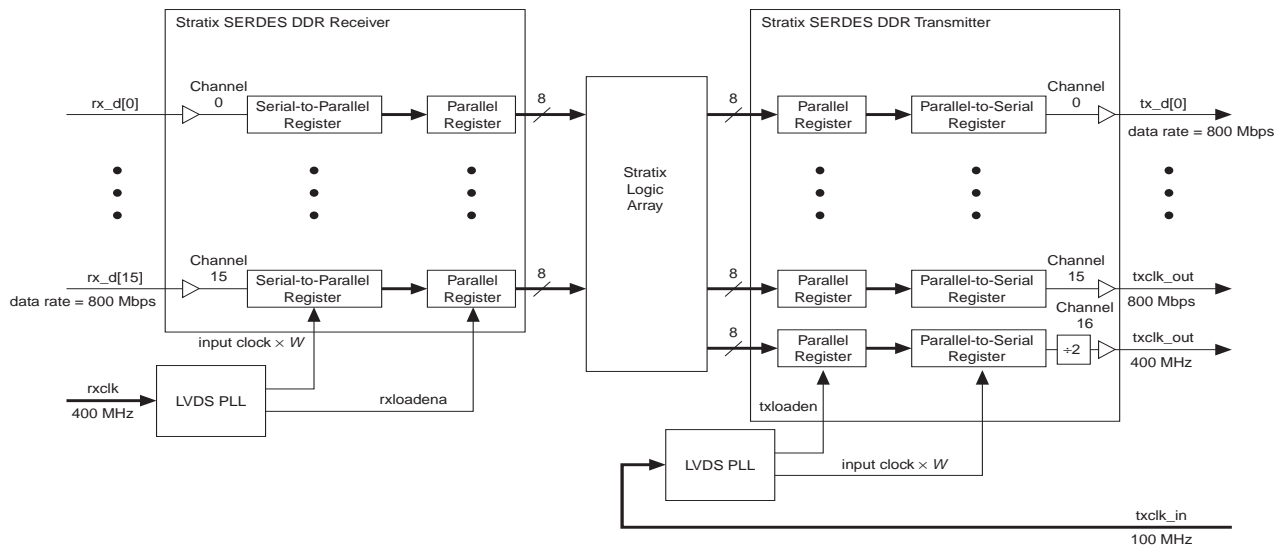 Stratix SERDES DDR Receiver
Stratix SERDES DDR Transmitter
rx_d[0]
Channel
0
Serial-to-Parallel
Register
Parallel
Register
8
Stratix
Logic
Array
8
Parallel
Register
Parallel-to-Serial
Register
Channel
0
tx_d[0]
data rate = 800 Mbps
rx_d[15]
data rate = 800 Mbps
Channel
15
Serial-to-Parallel
Register
Parallel
Register
8
8
Parallel
Register
Parallel-to-Serial
Register
Channel
15
txclk_out
800 Mbps
8
Parallel
Register
Parallel-to-Serial
Register
Channel
16
÷2
txclk_out
400 MHz
input clock × W
rxclk
400 MHz
LVDS PLL
rxloadena
txloaden
LVDS PLL
input clock × W
txclk_in
100 MHz